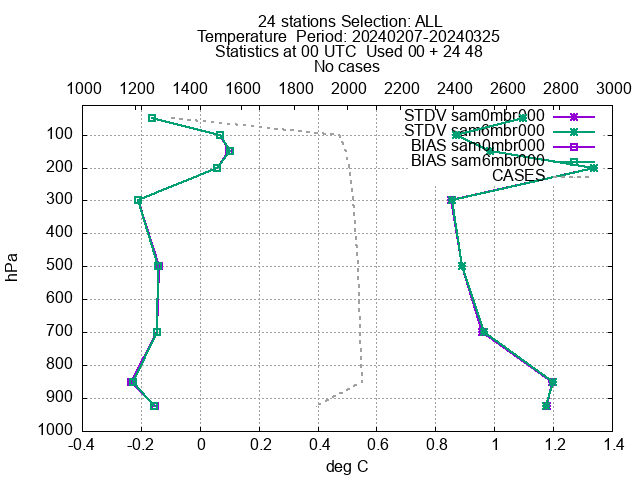 24 stations Selection: ALL
Temperature  Period: 20240207-20240325
Statistics at 00 UTC  Used 00 + 24 48
No cases
1000 1200 1400 1600 1800 2000 2200 2400 2600 2800 3000
STDV sam0mbr000
STDV sam6mbr000
BIAS sam0mbr000
BIAS sam6mbr000
CASES
100
200
300
400
500
600
700
800
900
1000
hPa
-0.4 -0.2 0 0.2 0.4 0.6 0.8 1 1.2 1.4
deg C